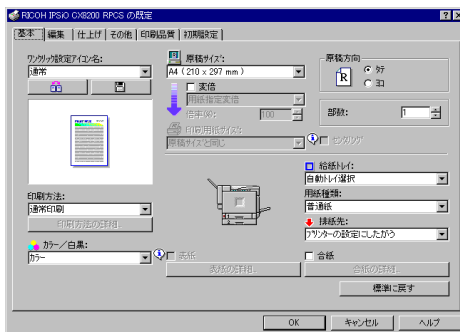 RICOH IPSiO CX8200 RPCS の既定
基本 編集 仕上げ その他 印刷品質 初期設定
ワンクリック設定アイコン名:
通常
印刷方法:
通常印刷
印刷方法の詳細
カラー/白黒:
カラー
原稿サイズ:
A4 (210 x 297 mm)
変倍
用紙指定変倍
倍率(%): 100
印刷用紙サイズ:
原稿サイズと同じ
センタリング
原稿方向
R
タテ
ヨコ
部数: 1
給紙トレイ:
自動トレイ選択
用紙種類:
普通紙
排紙先:
プリンターの設定にしたがう
表紙
表紙の詳細...
合紙
合紙の詳細...
標準に戻す
OK キャンセル ヘルプ